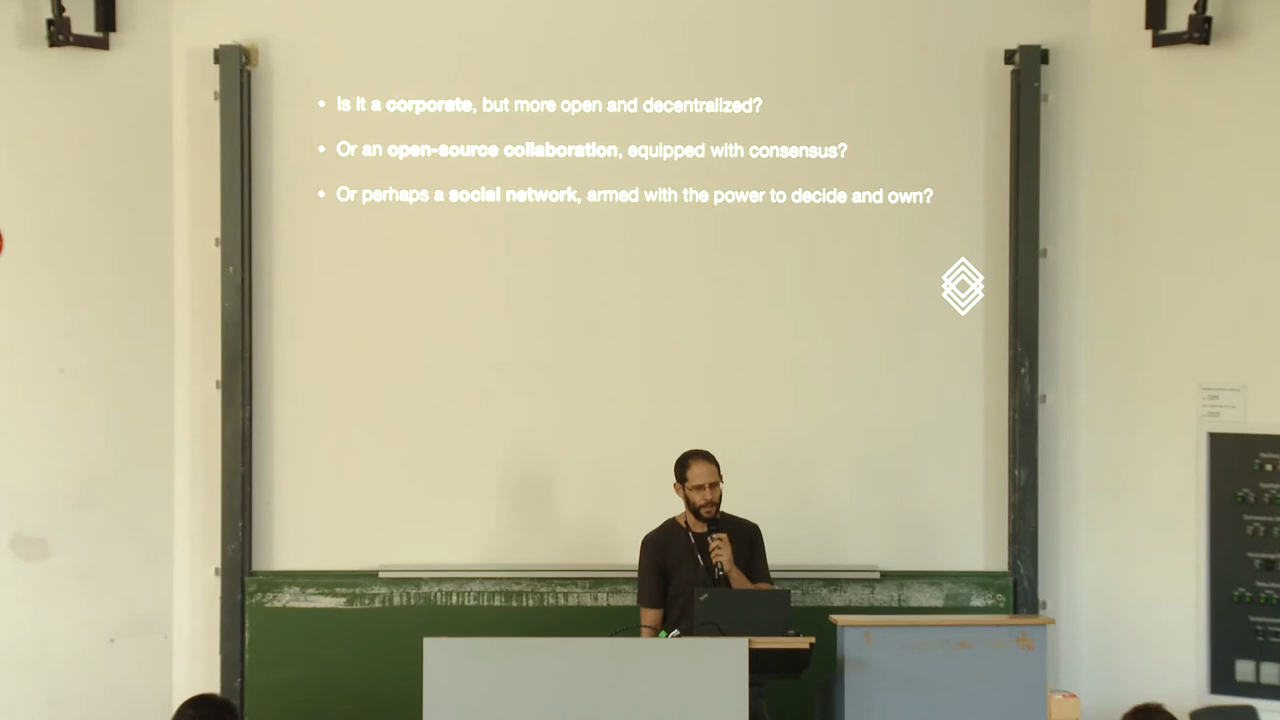 • Is it a corporate, but more open and decentralized?
• Or an open-source collaboration, equipped with consensus?
• Or perhaps a social network, armed with the power to decide and own?